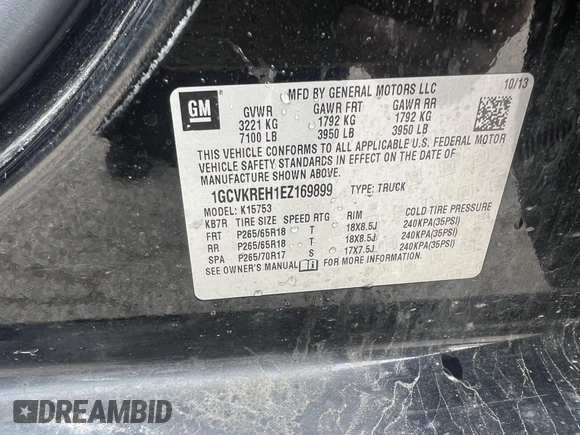 GM
MFD BY GENERAL MOTORS LLC 10/13
GVWR GAWR FRT GAWR RR
3221 KG 1792 KG 1792 KG
7100 LB 3950 LB 3950 LB
THIS VEHICLE CONFORMS TO ALL APPLICABLE U.S. FEDERAL MOTOR
VEHICLE SAFETY STANDARDS IN EFFECT ON THE DATE OF
MANUFACTURE SHOWN ABOVE.
1GCVKREH1EZ169899 TYPE: TRUCK
MODEL: K15753
KB7R TIRE SIZE SPEED RTG RIM COLD TIRE PRESSURE
FRT P265/65R18 T 18X8.5J 240KPA(35PSI)
RR P265/65R18 T 18X8.5J 240KPA(35PSI)
SPA P265/70R17 S 17X7.5J 240KPA(35PSI)
SEE OWNER'S MANUAL FOR MORE INFORMATION.
DREAMBID